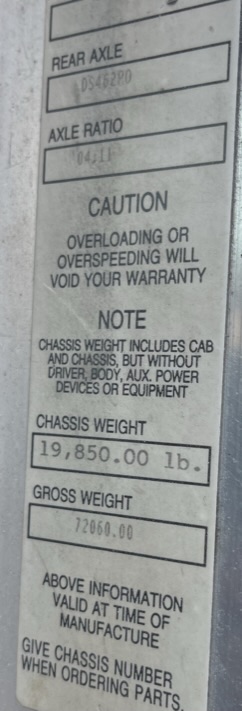 REAR AXLE
DS462PD
AXLE RATIO
04.11
CAUTION
OVERLOADING OR
OVERSPEEDING WILL
VOID YOUR WARRANTY
NOTE
CHASSIS WEIGHT INCLUDES CAB
AND CHASSIS, BUT WITHOUT
DRIVER, BODY, AUX. POWER
DEVICES OR EQUIPMENT
CHASSIS WEIGHT
19,850.00 lb.
GROSS WEIGHT
72060.00
ABOVE INFORMATION
VALID AT TIME OF
MANUFACTURE
GIVE CHASSIS NUMBER
WHEN ORDERING PARTS.